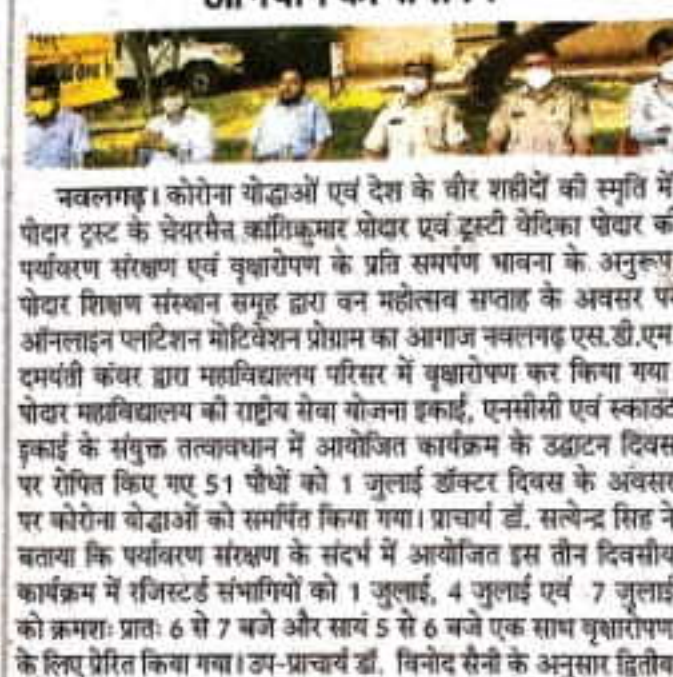 नवलगढ़। कोरोना योद्धाओं एवं देश के वीर शहीदों की स्मृति में
पोदार ट्रस्ट के चेयरमैन कांतिकुमार पोदार एवं ट्रस्टी वेदिका पोदार की
पर्यावरण संरक्षण एवं वृक्षारोपण के प्रति समर्पण भावना के अनुरूप
पोदार शिक्षण संस्थान समूह द्वारा वन महोत्सव सप्ताह के अवसर पर
ऑनलाइन प्लांटेशन मोटिवेशन प्रोग्राम का आगाज नवलगढ़ एस.डी.एम
दमयंती कंवर द्वारा महाविद्यालय परिसर में वृक्षारोपण कर किया गया
पोदार महाविद्यालय की राष्ट्रीय सेवा योजना इकाई, एनसीसी एवं स्काउट
इकाई के संयुक्त तत्वावधान में आयोजित कार्यक्रम के उद्घाटन दिवस
पर रोपित किए गए 51 पौधों को 1 जुलाई डॉक्टर दिवस के अवसर
पर कोरोना योद्धाओं को समर्पित किया गया। प्राचार्य डॉ. सत्येन्द्र सिंह ने
बताया कि पर्यावरण संरक्षण के संदर्भ में आयोजित इस तीन दिवसीय
कार्यक्रम में रजिस्टर्ड संभागियों को 1 जुलाई, 4 जुलाई एवं 7 जुलाई
को क्रमशः प्रातः 6 से 7 बजे और सायं 5 से 6 बजे एक साथ वृक्षारोपण
के लिए प्रेरित किया गया। उप-प्राचार्य डॉ. विनोद सैनी के अनुसार द्वितीय